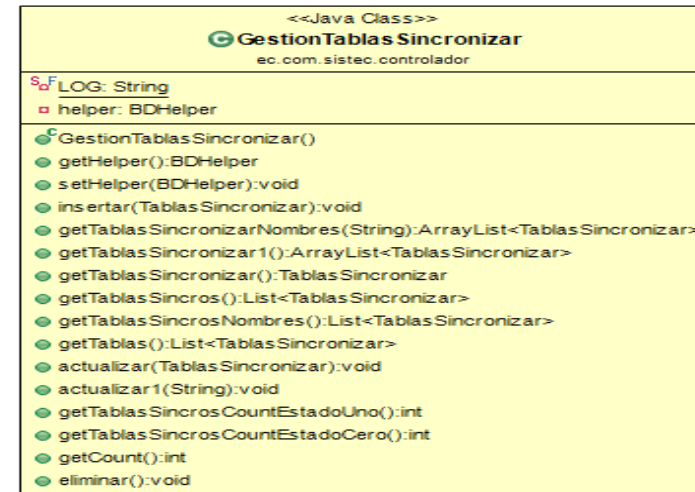 <<Java Class>>
GestionTablasSincronizar
ec.com.sistec.controlador
LOG: String
helper: BDHelper
GestionTablasSincronizar()
getHelper():BDHelper
setHelper(BDHelper):void
insertar(TablasSincronizar):void
getTablasSincronizarNombres(String):ArrayList<TablasSincronizar>
getTablasSincronizar1():ArrayList<TablasSincronizar>
getTablasSincronizar():TablasSincronizar
getTablasSincros():List<TablasSincronizar>
getTablasSincrosNombres():List<TablasSincronizar>
getTablas():List<TablasSincronizar>
actualizar(TablasSincronizar):void
actualizar1(String):void
getTablasSincrosCountEstadoUno():int
getTablasSincrosCountEstadoCero():int
getCount():int
eliminar():void